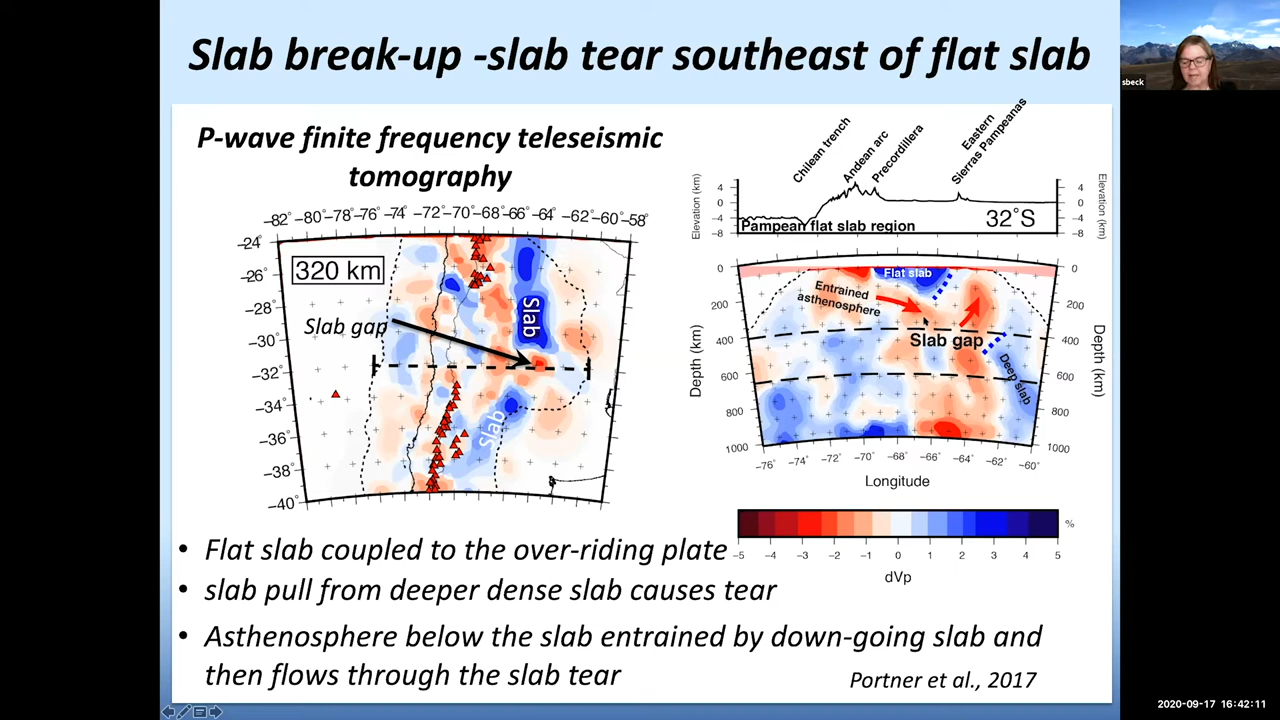 Slab break-up -slab tear southeast of flat slab
sbeck
P-wave finite frequency teleseismic
tomography
-82° -80° -78° -76° -74° -72° -70° -68° -66° -64° -62° -60° -58°
-24°
-26°
-28°
-30°
-32°
-34°
-36°
-38°
-40°
320 km
Slab gap
Slab
slab
Chilean trench
Andean arc
Precordillera
Eastern
Sierras Pampeanas
Elevation (km)
4
0
-4
-8
Pampean flat slab region
32°S
4
0
-4
-8
Elevation (km)
0
200
400
600
800
1000
Depth (km)
Flat slab
Entrained
asthenosphere
Slab gap
Deep slab
0
200
400
600
800
1000
Depth (km)
-76° -74° -72° -70° -68° -66° -64° -62° -60°
Longitude
%
-5 -4 -3 -2 -1 0 1 2 3 4 5
dVp
• Flat slab coupled to the over-riding plate
• slab pull from deeper dense slab causes tear
• Asthenosphere below the slab entrained by down-going slab and
then flows through the slab tear
Portner et al., 2017
2020-09-17 16:42:11